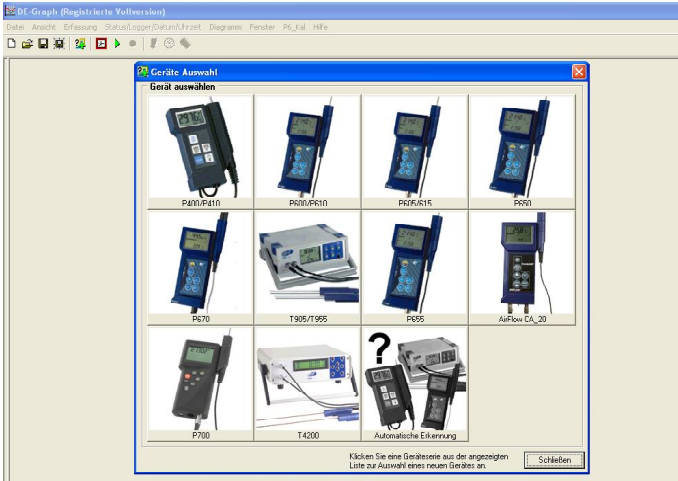 DE-Graph (Registrierte Vollversion)
Datei Ansicht Erfassung Status/Logger/Datum/Uhrzeit Diagramm Fenster P6_Kal Hilfe
Geräte Auswahl
Gerät auswählen
P400/P410 P600/P610 P605/615 P650
P670 T905/T955 P655 AirFlow CA_20
?
P700 T4200 Automatische Erkennung
Klicken Sie eine Geräteserie aus der angezeigten
Liste zur Auswahl eines neuen Gerätes an.
Schließen